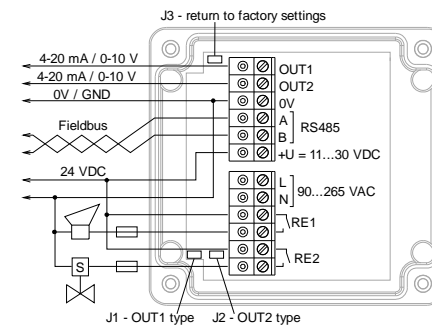 J3 - return to factory settings
4-20 mA / 0-10 V
OUT1
4-20 mA / 0-10 V
OUT2
0V / GND
0V
Fieldbus
A
B
RS485
+U = 11...30 VDC
24 VDC
L
N
90...265 VAC
RE1
S
RE2
J1 - OUT1 type
J2 - OUT2 type